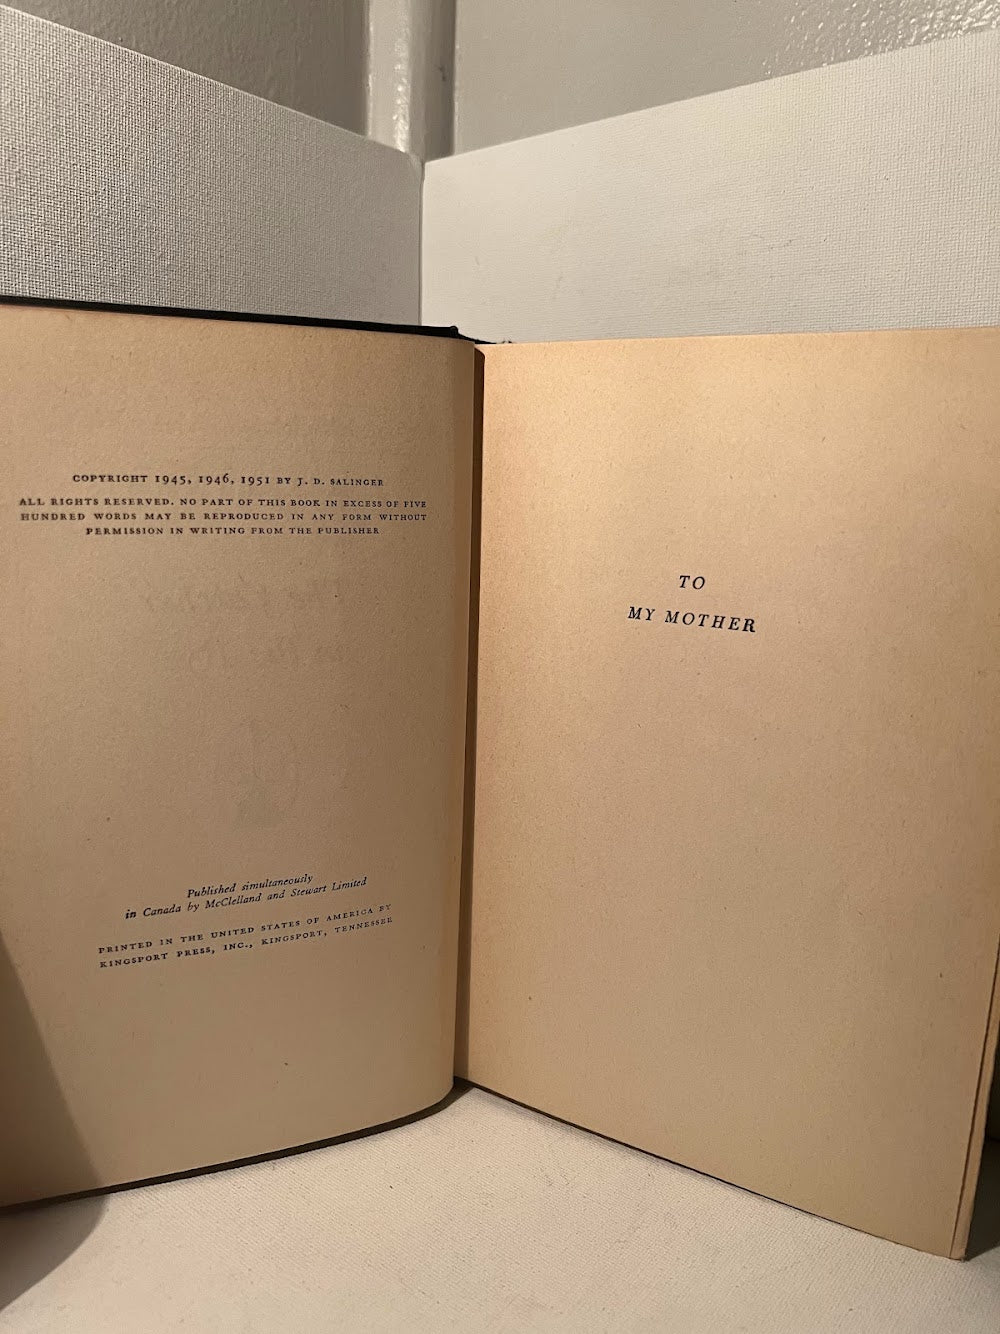 COPYRIGHT 1945, 1946, 1951 BY J. D. SALINGER
ALL RIGHTS RESERVED. NO PART OF THIS BOOK IN EXCESS OF FIVE
HUNDRED WORDS MAY BE REPRODUCED IN ANY FORM WITHOUT
PERMISSION IN WRITING FROM THE PUBLISHER
Published simultaneously
in Canada by McClelland and Stewart Limited
PRINTED IN THE UNITED STATES OF AMERICA BY
KINGSPORT PRESS, INC., KINGSPORT, TENNESSEE
TO
MY MOTHER